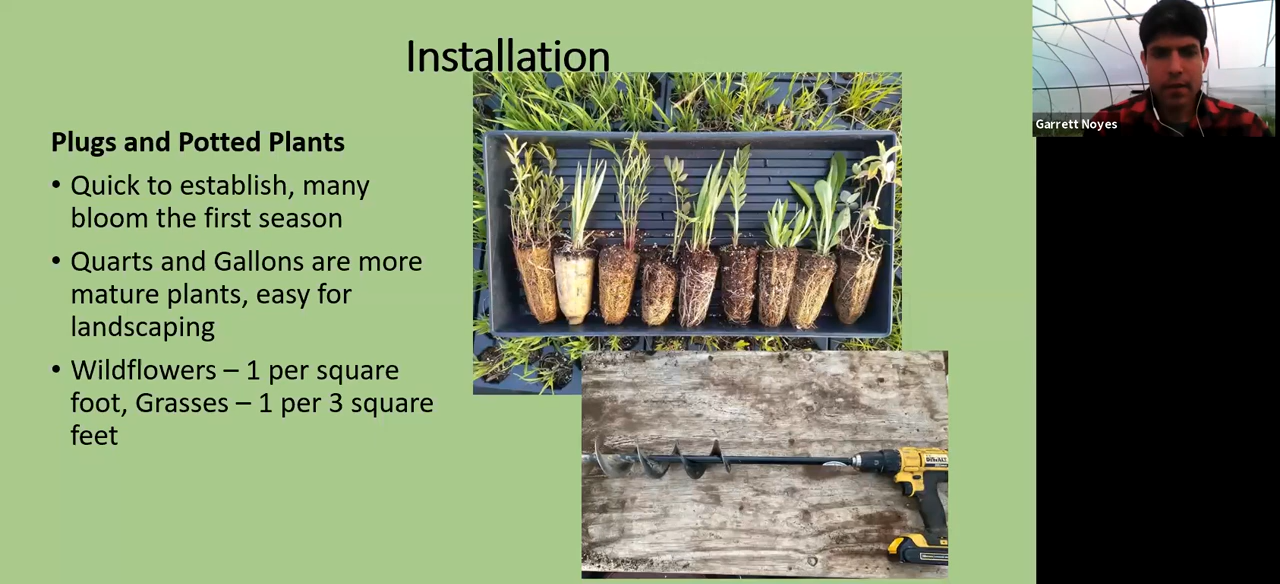 Installation
Garrett Noyes
Plugs and Potted Plants
• Quick to establish, many
bloom the first season
• Quarts and Gallons are more
mature plants, easy for
landscaping
• Wildflowers – 1 per square
foot, Grasses – 1 per 3 square
feet
DEWALT